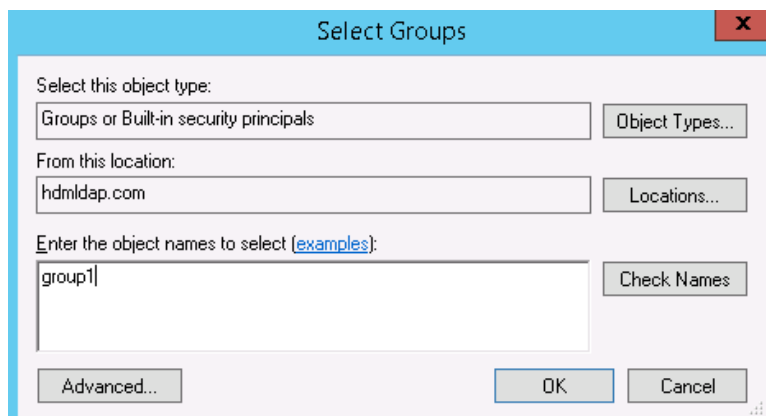 Select Groups
x
Select this object type:
Groups or Built-in security principals
Object Types...
From this location:
hdmldap.com
Locations...
Enter the object names to select (examples):
group1
Check Names
Advanced...
OK
Cancel